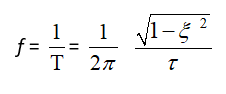 f = 1/T = 1/2π √(1−ξ²)/τ